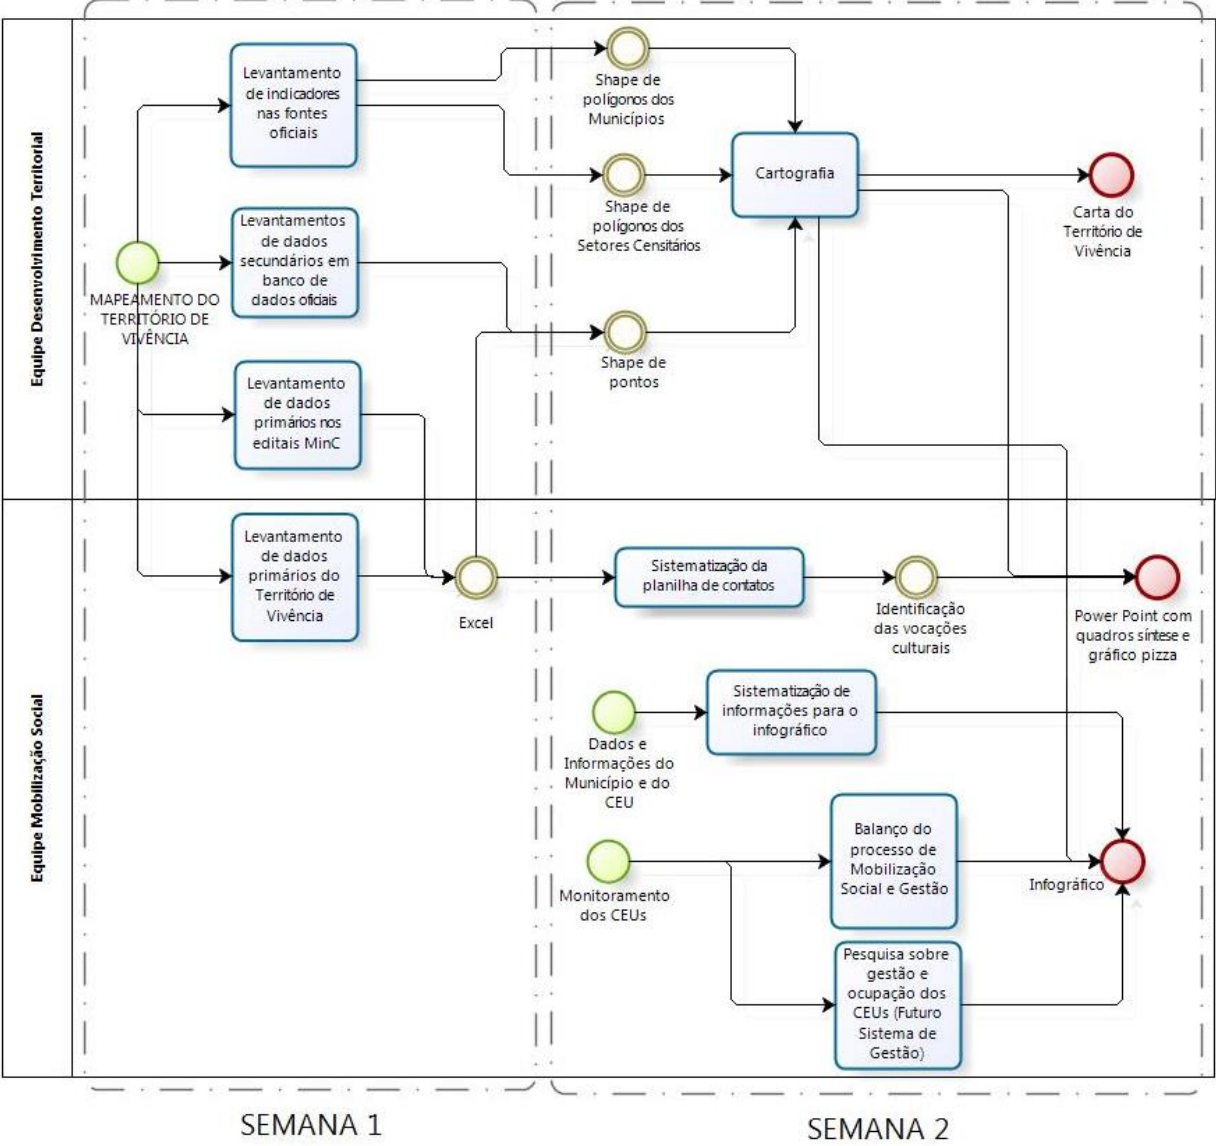 Equipe Desenvolvimento Territorial
Levantamento
de indicadores
nas fontes
oficiais
Levantamentos
de dados
secundários em
banco de
dados oficiais
MAPEAMENTO DO
TERRITÓRIO DE
VIVÊNCIA
Levantamento
de dados
primários nos
editais MinC
Shape de
polígonos dos
Municípios
Shape de
polígonos dos
Setores Censitários
Shape de
pontos
Cartografia
Carta do
Território de
Vivência
Equipe Mobilização Social
Levantamento
de dados
primários do
Território de
Vivência
Excel
Sistematização da
planilha de contatos
Identificação
das vocações
culturais
Power Point com
quadros síntese e
gráfico pizza
Dados e
Informações do
Município e do
CEU
Sistematização de
informações para o
infográfico
Monitoramento
dos CEUs
Balanço do
processo de
Mobilização
Social e Gestão
Infográfico
Pesquisa sobre
gestão e
ocupação dos
CEUs (Futuro
Sistema de
Gestão)
SEMANA 1
SEMANA 2